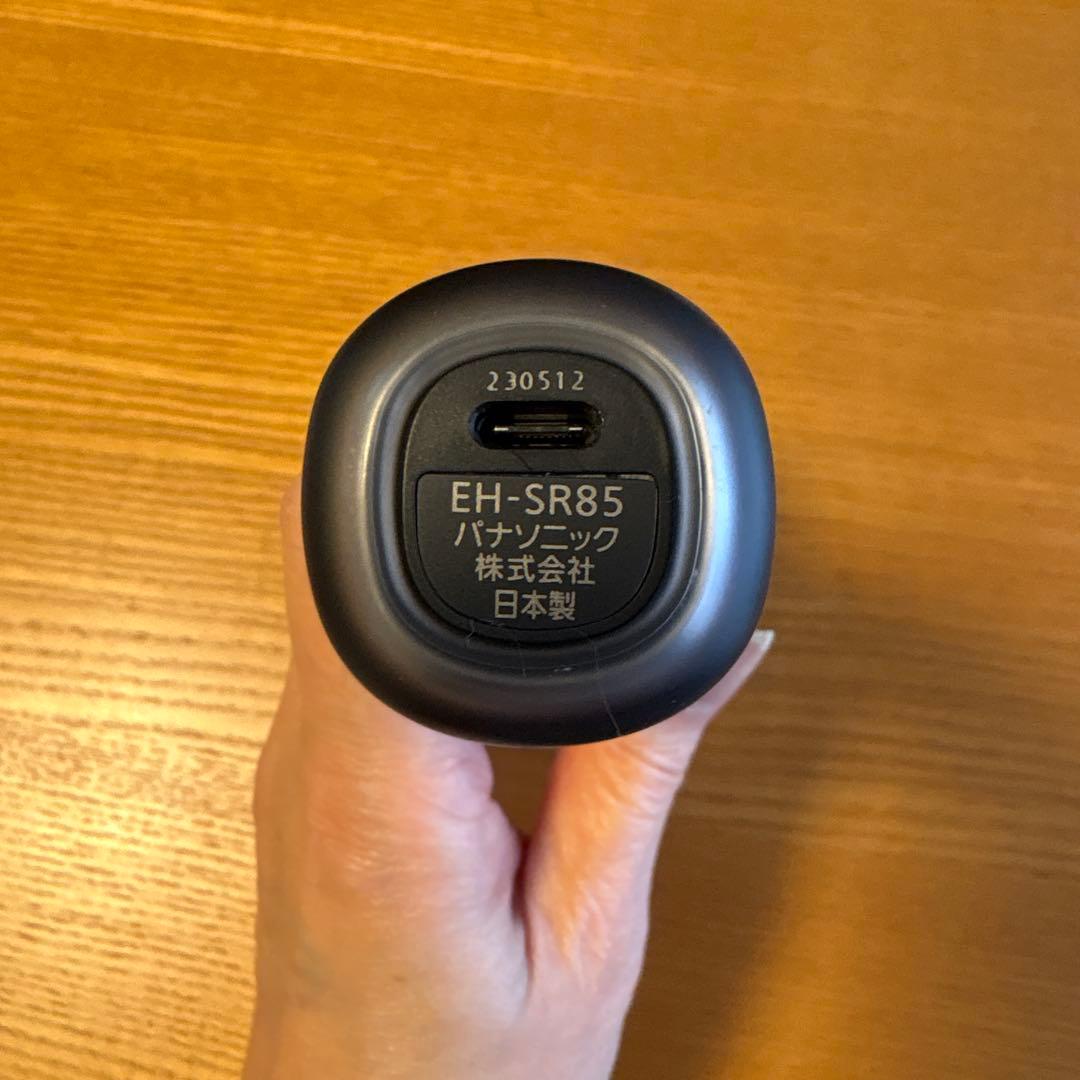 230512
EH-SR85
パナソニック
株式会社
日本製